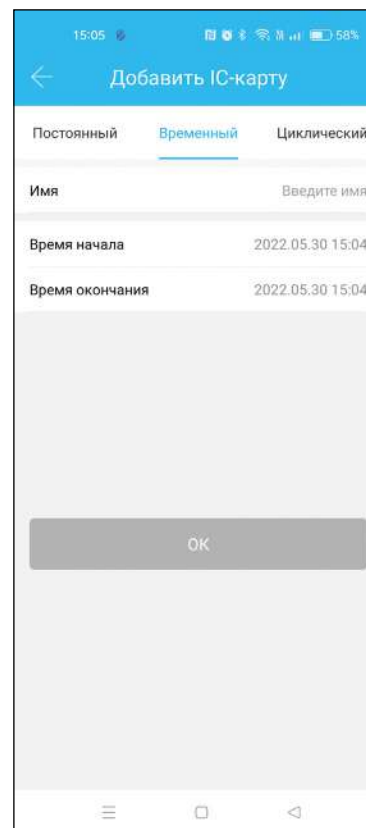 15:05 58%
Добавить IC-карту
Постоянный Временный Циклический
Имя Введите имя
Время начала 2022.05.30 15:04
Время окончания 2022.05.30 15:04
OK